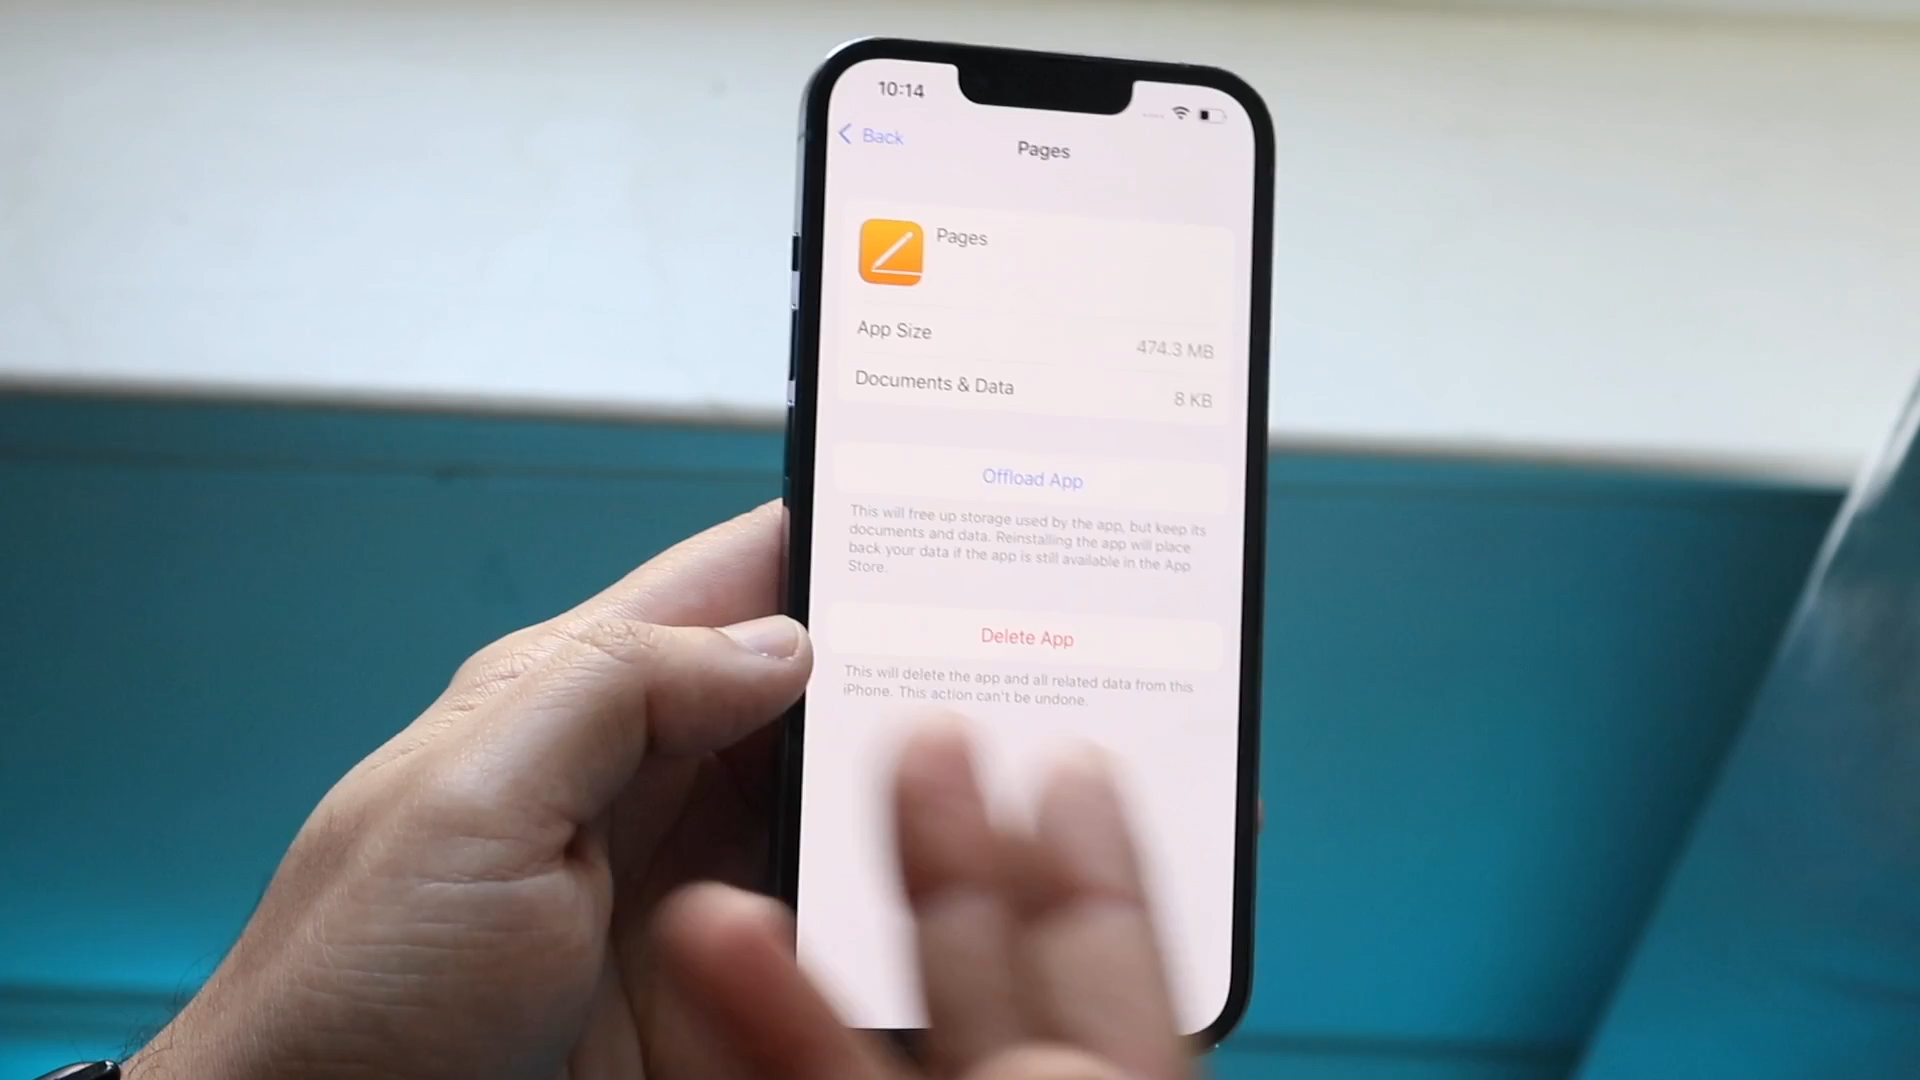 10:14
Back
Pages
Pages
App Size
474.3 MB
Documents & Data
8 KB
Offload App
This will free up storage used by the app, but keep its
documents and data. Reinstalling the app will place
back your data if the app is still available in the App
Store.
Delete App
This will delete the app and all related data from this
iPhone. This action can't be undone.